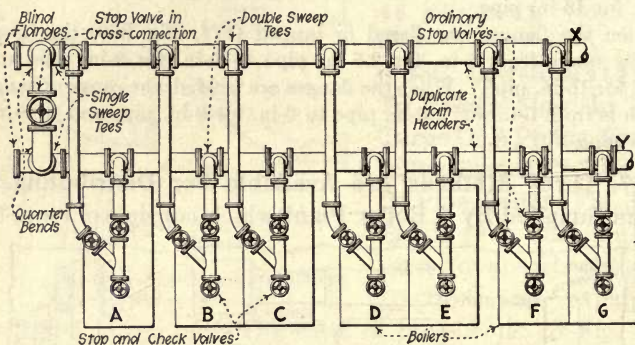 Blind
Flanges
Stop Valve in
Cross-connection
Double Sweep
Tees
Ordinary
Stop Valves
X
Single
Sweep
Tees
Duplicate
Main
Headers
Y
Quarter
Bends
A
B
C
D
E
F
G
Stop and Check Valves
Boilers